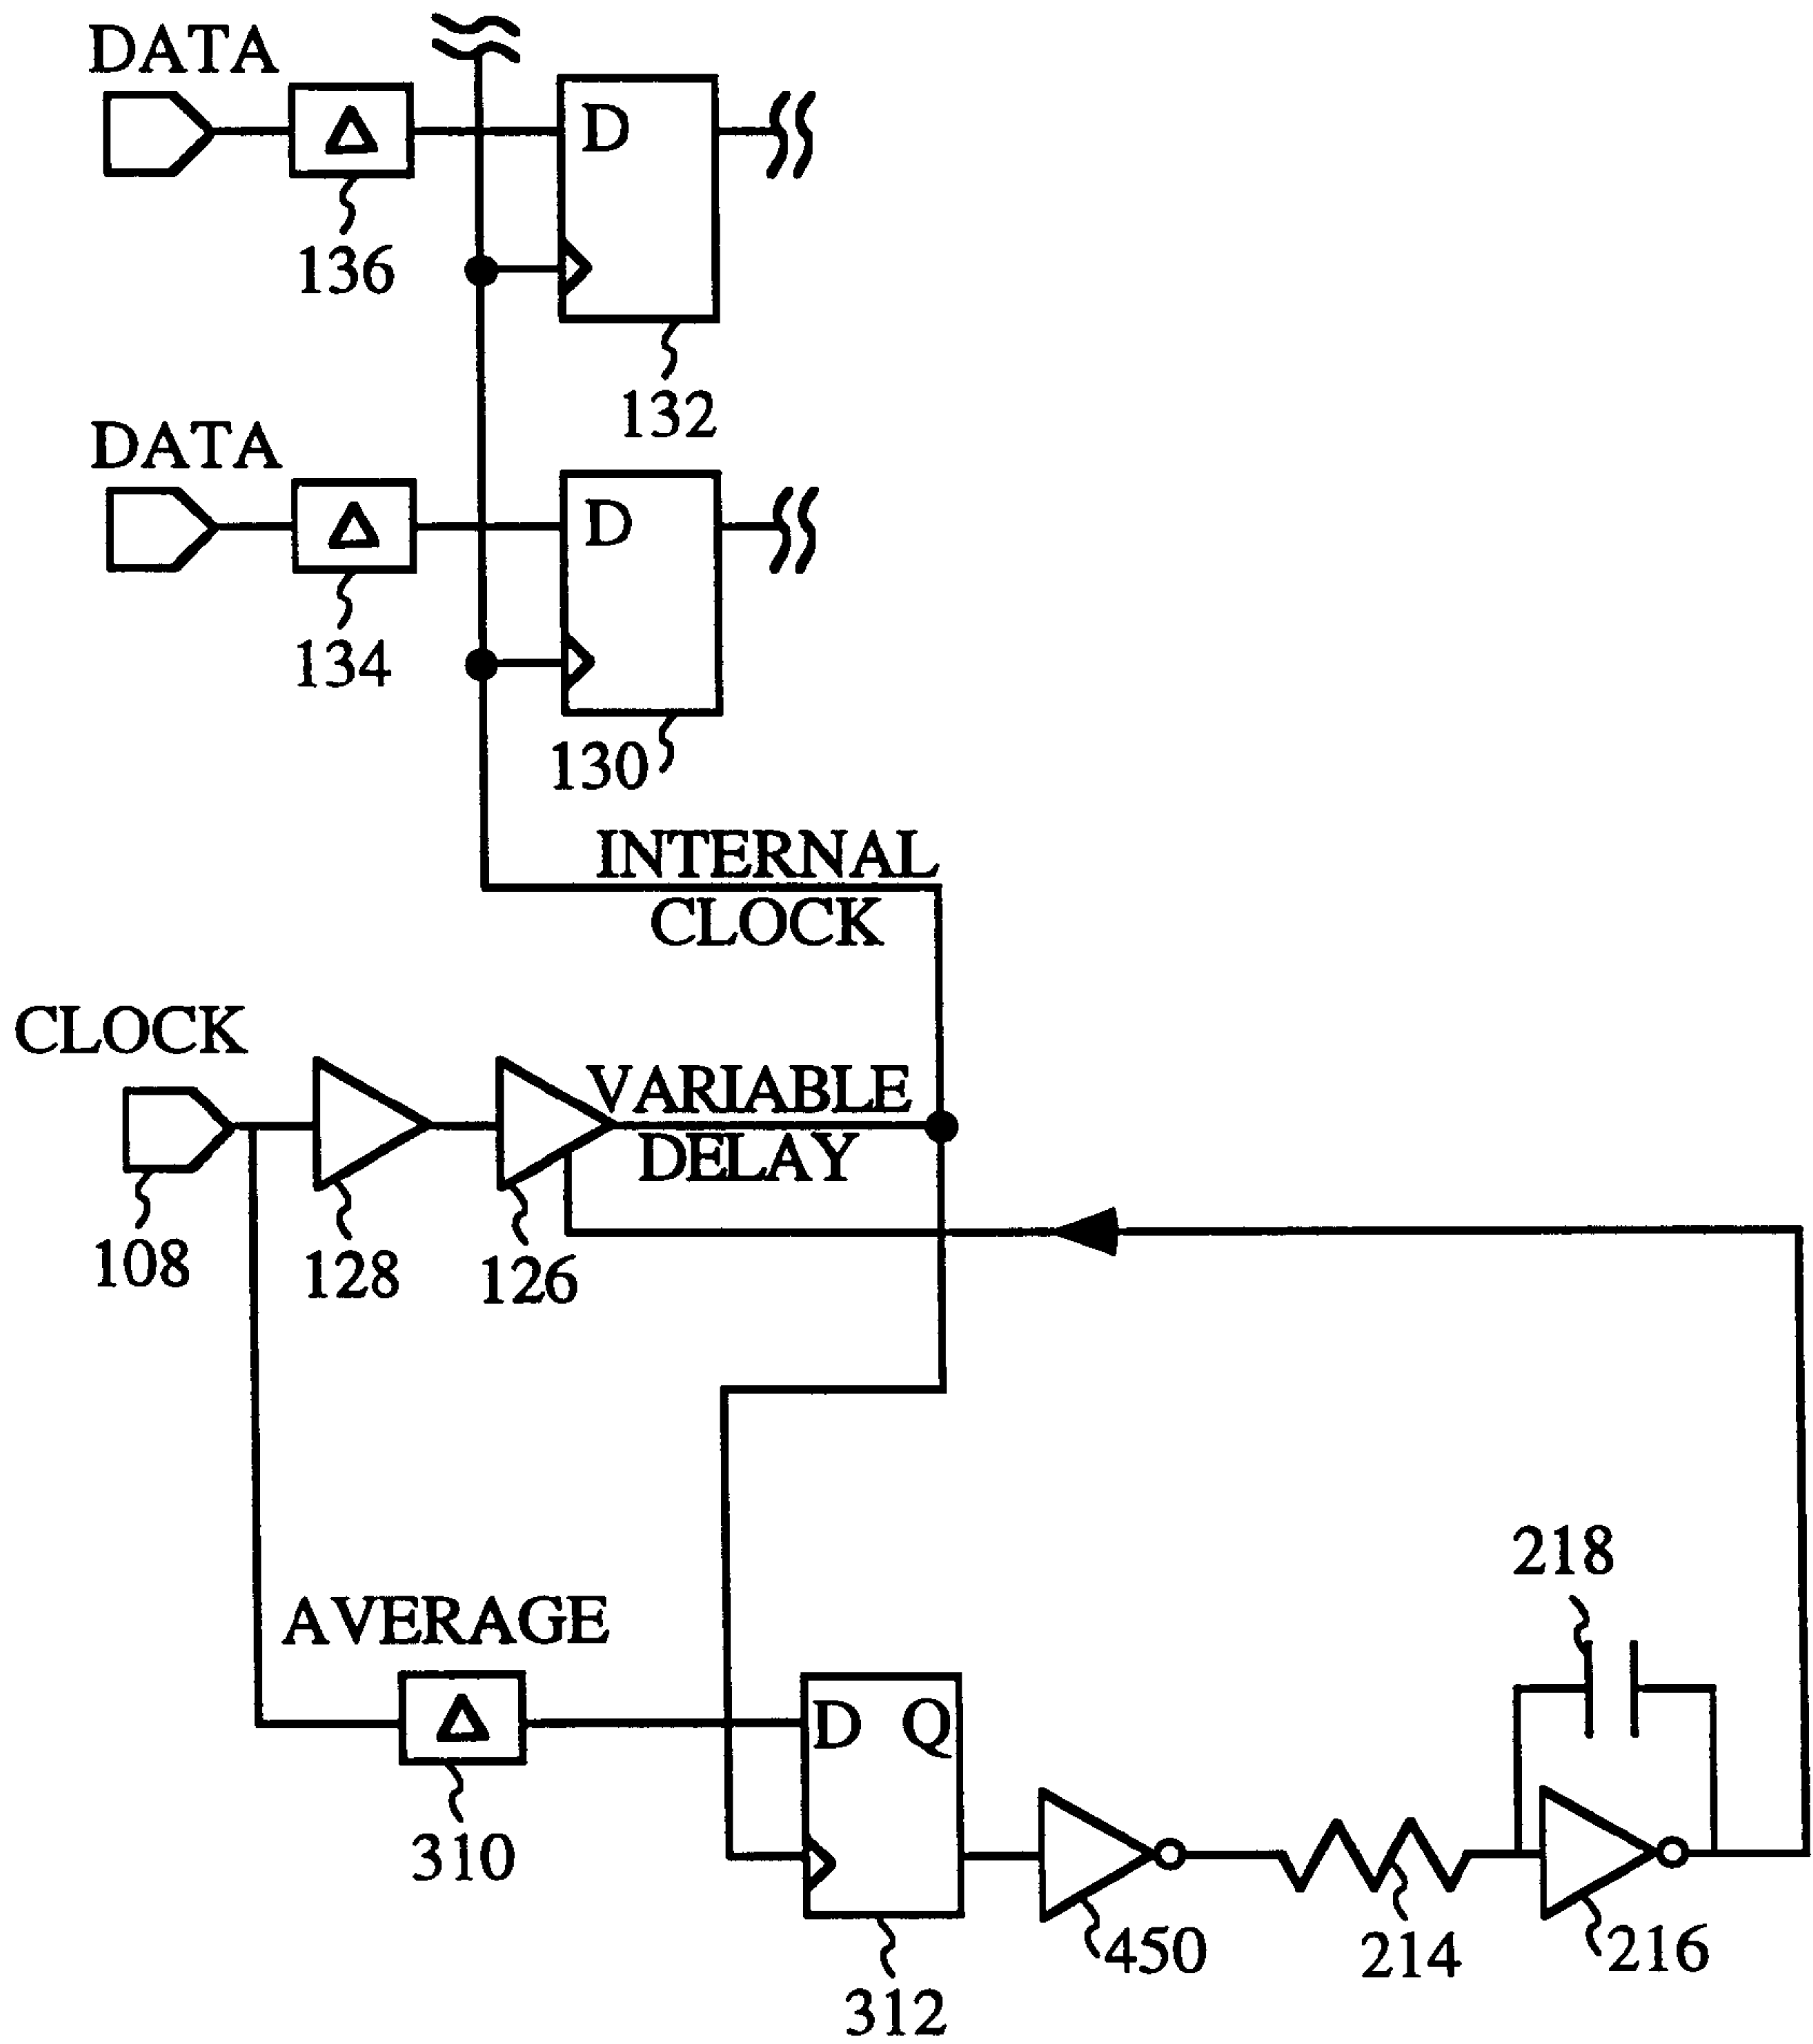 DATA
D
136
132
DATA
D
134
130
INTERNAL
CLOCK
CLOCK
VARIABLE
DELAY
108
128
126
218
AVERAGE
D Q
310
450
214
216
312